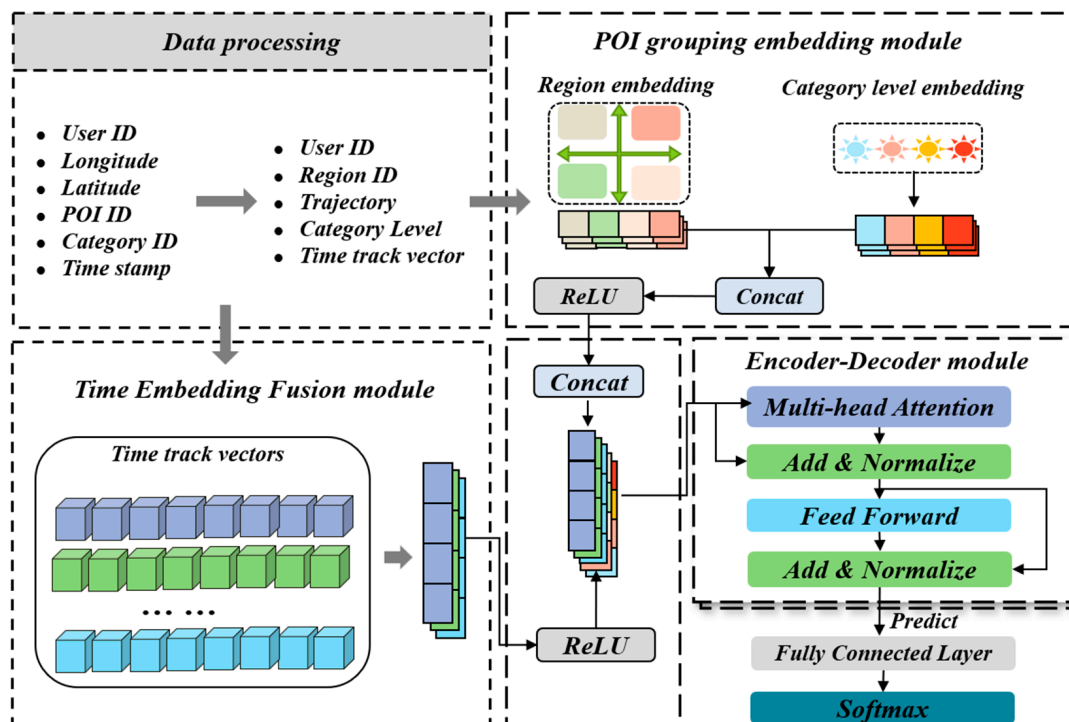 Data processing
• User ID
• Longitude
• Latitude
• POI ID
• Category ID
• Time stamp
• User ID
• Region ID
• Trajectory
• Category Level
• Time track vector
POI grouping embedding module
Region embedding
Category level embedding
Concat
ReLU
Time Embedding Fusion module
Time track vectors
... ...
Concat
ReLU
Encoder-Decoder module
Multi-head Attention
Add & Normalize
Feed Forward
Add & Normalize
Predict
Fully Connected Layer
Softmax